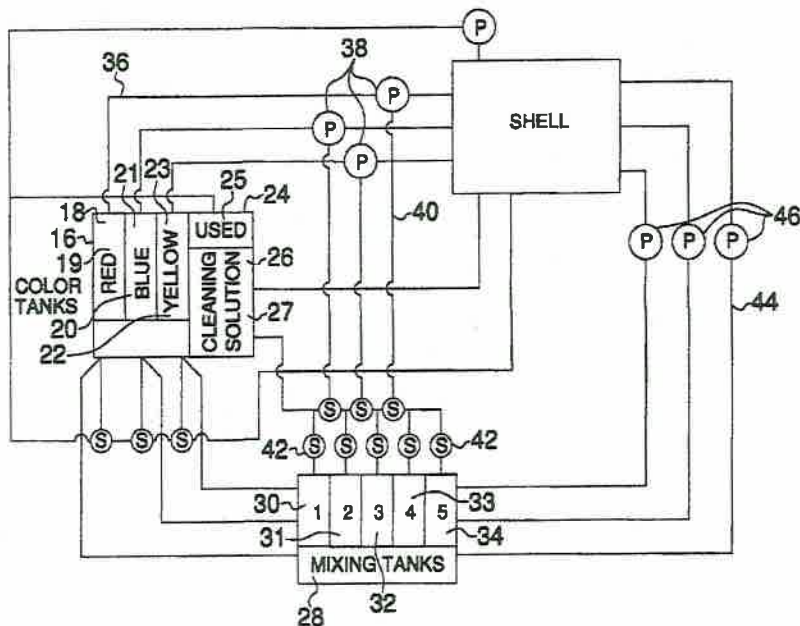 P
38
36
P
P
P
SHELL
21
23
25
24
18
16
19
RED
BLUE
YELLOW
USED
40
46
P
P
P
COLOR
TANKS
20
22
CLEANING
SOLUTION
26
27
44
S
S
S
S
S
S
42
S
S
S
S
S
42
30
1
2
3
4
5
33
31
32
34
MIXING TANKS
28